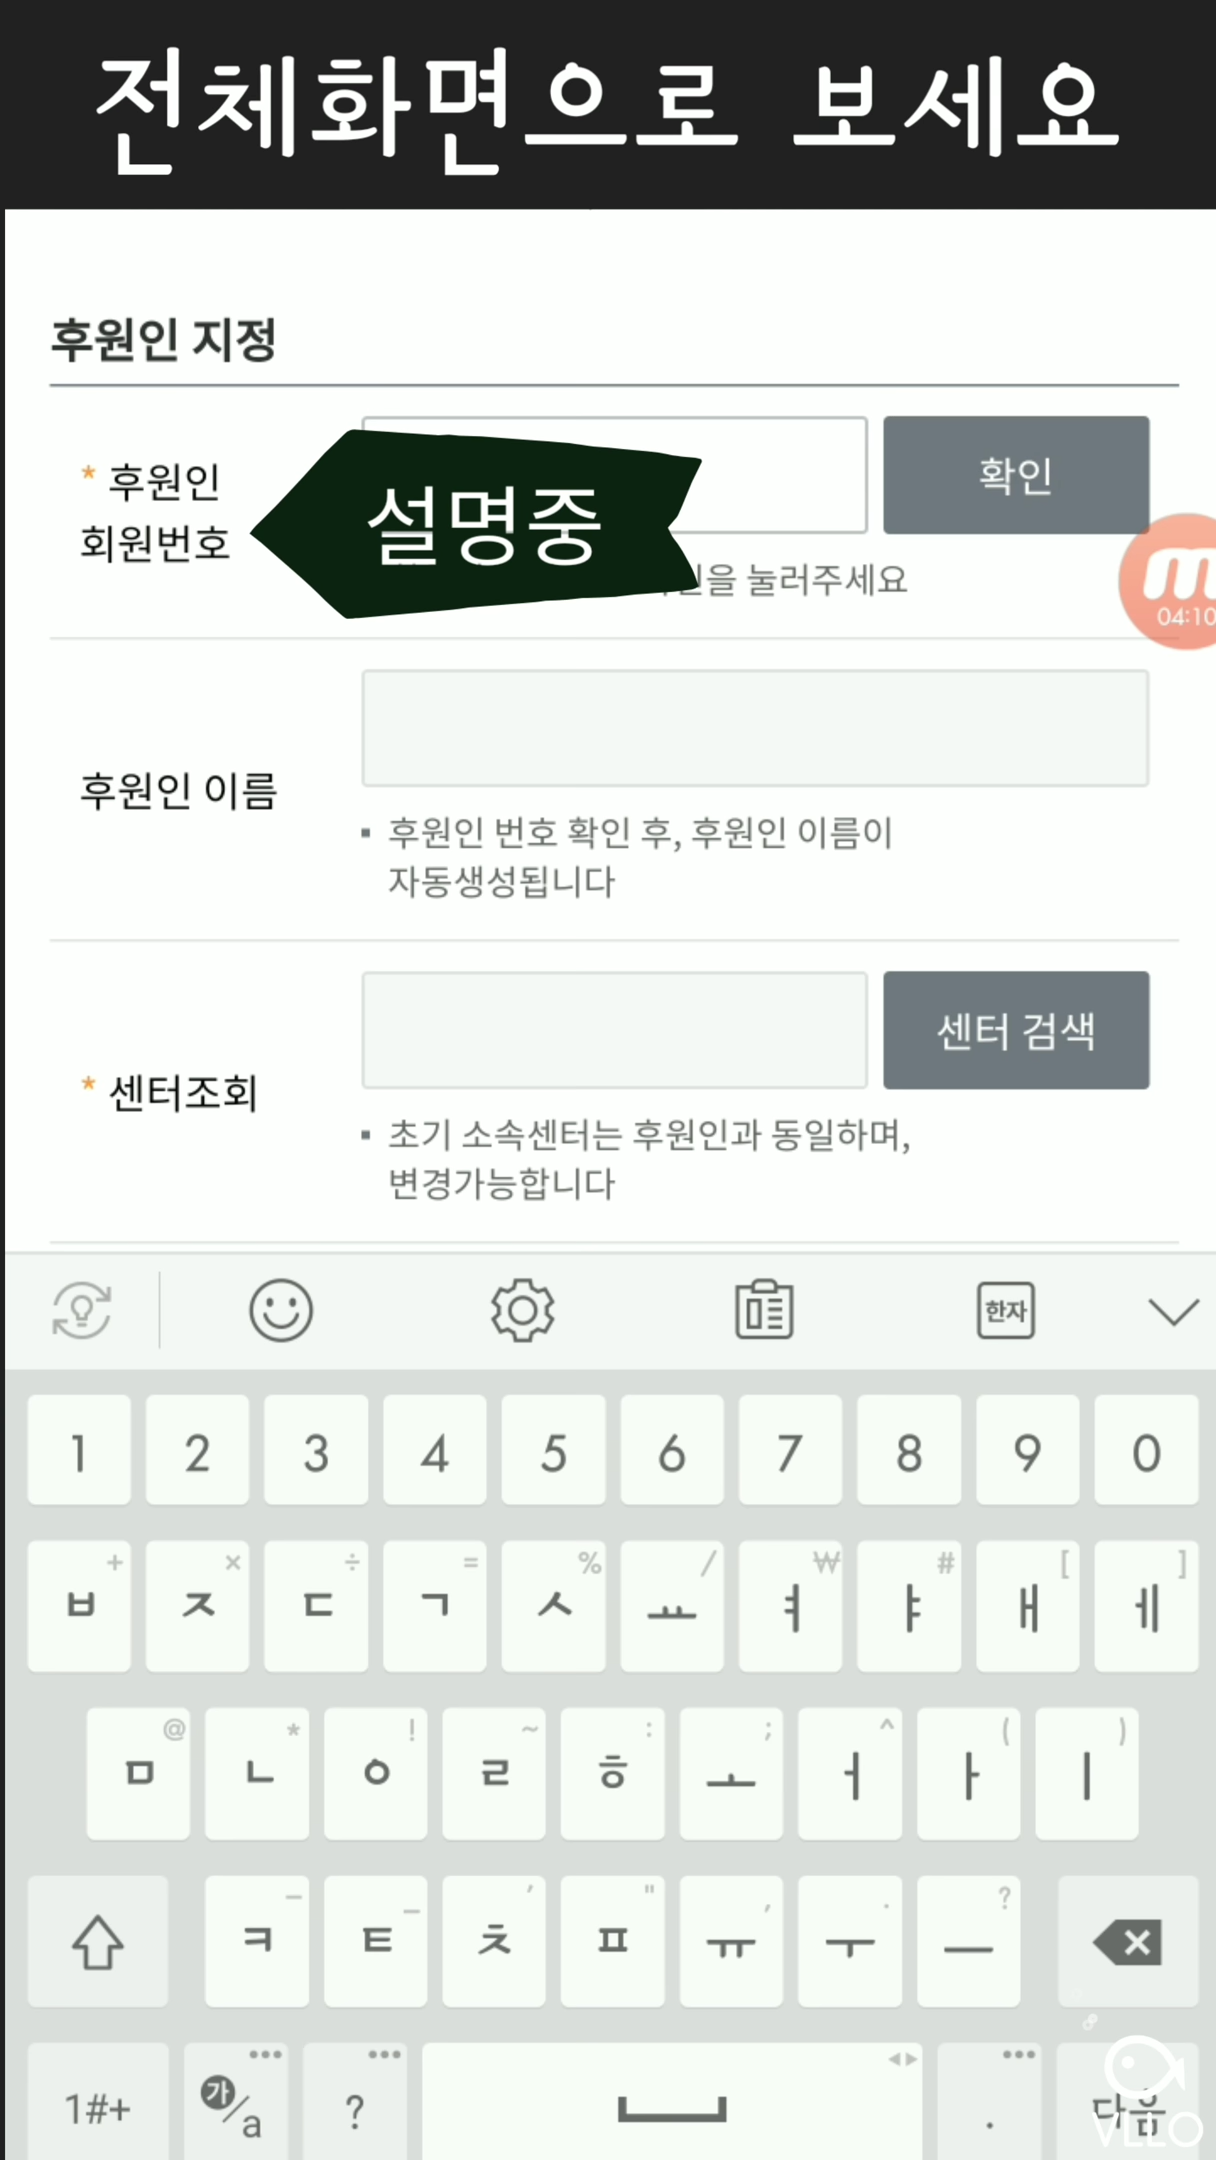 전체화면으로 보세요
후원인 지정
* 후원인
회원번호
설명중
확인
을 눌러주세요
04:10
후원인 이름
▪ 후원인 번호 확인 후, 후원인 이름이
자동생성됩니다
* 센터조회
센터 검색
▪ 초기 소속센터는 후원인과 동일하며,
변경가능합니다
한자
1 2 3 4 5 6 7 8 9 0
+ × ÷ = % / ₩ # [ ]
ㅂ ㅈ ㄷ ㄱ ㅅ ㅛ ㅕ ㅑ ㅐ ㅔ
@ * ! ~ : ; ^ ( )
ㅁ ㄴ ㅇ ㄹ ㅎ ㅗ ㅓ ㅏ ㅣ
- _ ' " , . ?
ㅋ ㅌ ㅊ ㅍ ㅠ ㅜ ㅡ
1#+ 가/a ? . 다음
VLLO